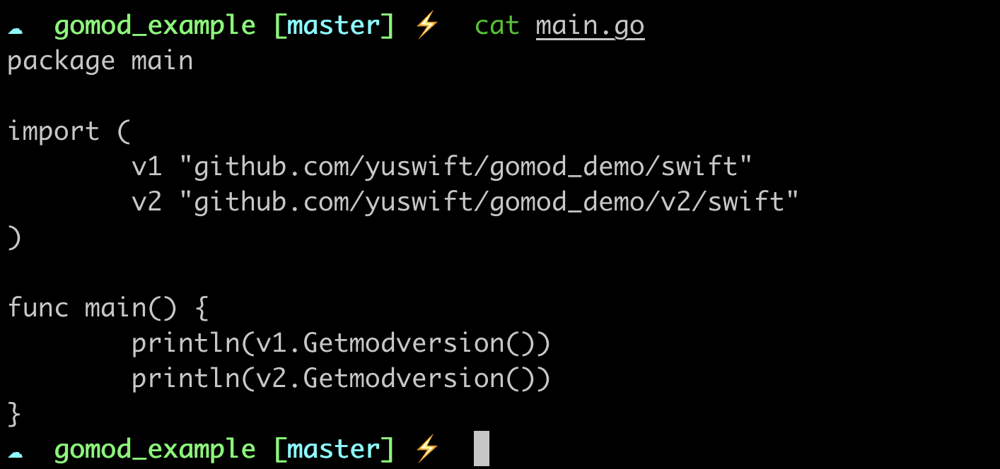 ☁  gomod_example [master] ⚡  cat main.go
package main

import (
        v1 "github.com/yuswift/gomod_demo/swift"
        v2 "github.com/yuswift/gomod_demo/v2/swift"
)

func main() {
        println(v1.Getmodversion())
        println(v2.Getmodversion())
}
☁  gomod_example [master] ⚡